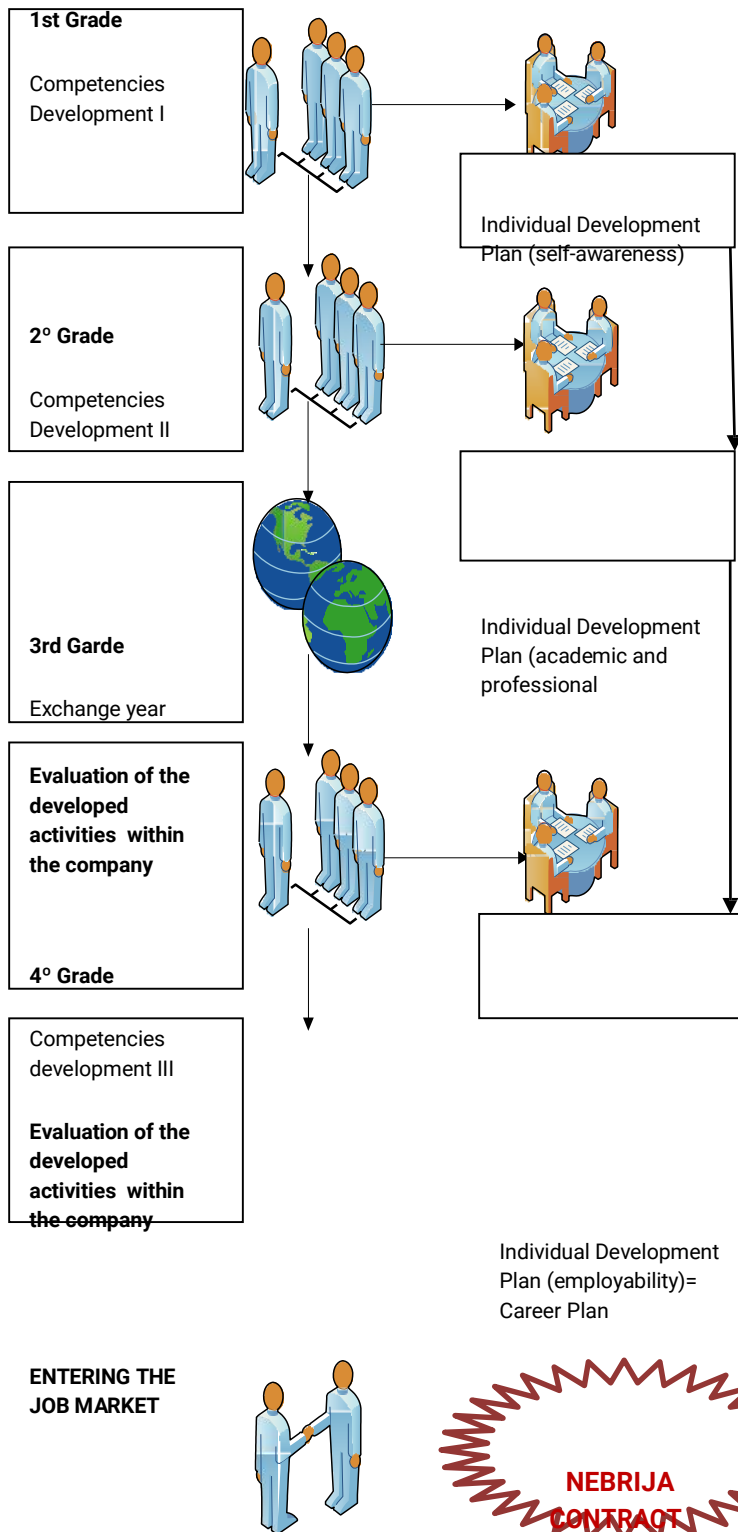 1st Grade
Competencies
Development I
Individual Development
Plan (self-awareness)
2º Grade
Competencies
Development II
3rd Garde
Exchange year
Individual Development
Plan (academic and
professional
Evaluation of the
developed
activities within
the company
4º Grade
Competencies
development III
Evaluation of the
developed
activities within
the company
Individual Development
Plan (employability)=
Career Plan
ENTERING THE
JOB MARKET
NEBRIJA
CONTRACT